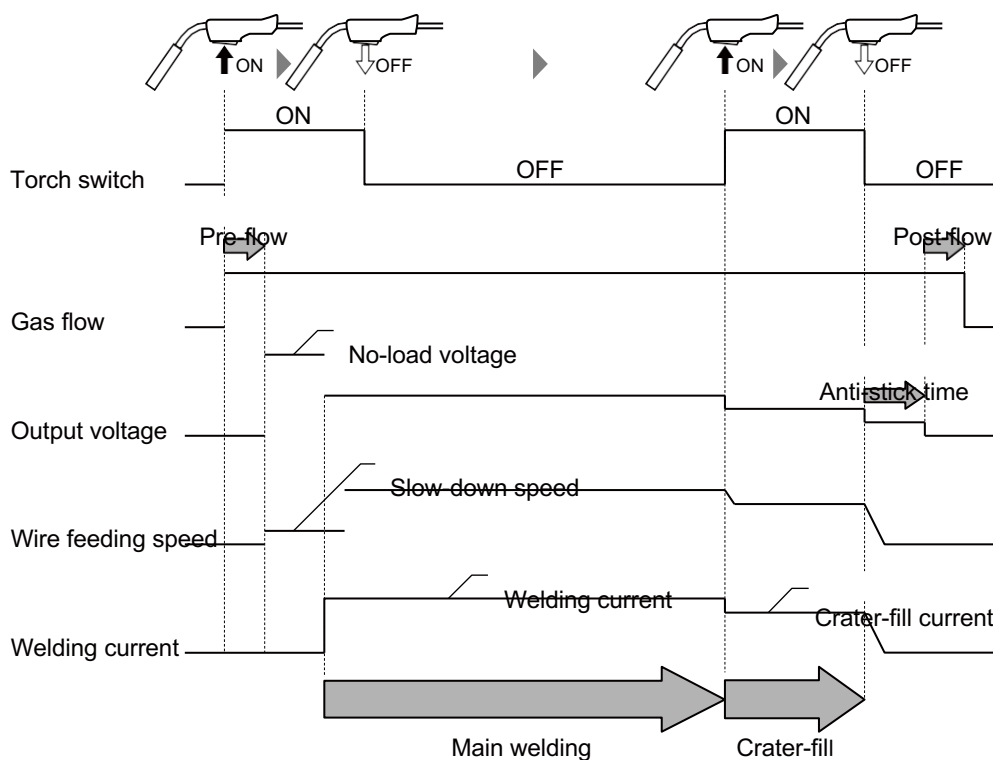 ON OFF ON OFF
ON ON
Torch switch OFF OFF
Pre-flow Post-flow
Gas flow
No-load voltage
Anti-stick time
Output voltage
Slow-down speed
Wire feeding speed
Welding current
Crater-fill current
Welding current
Main welding Crater-fill